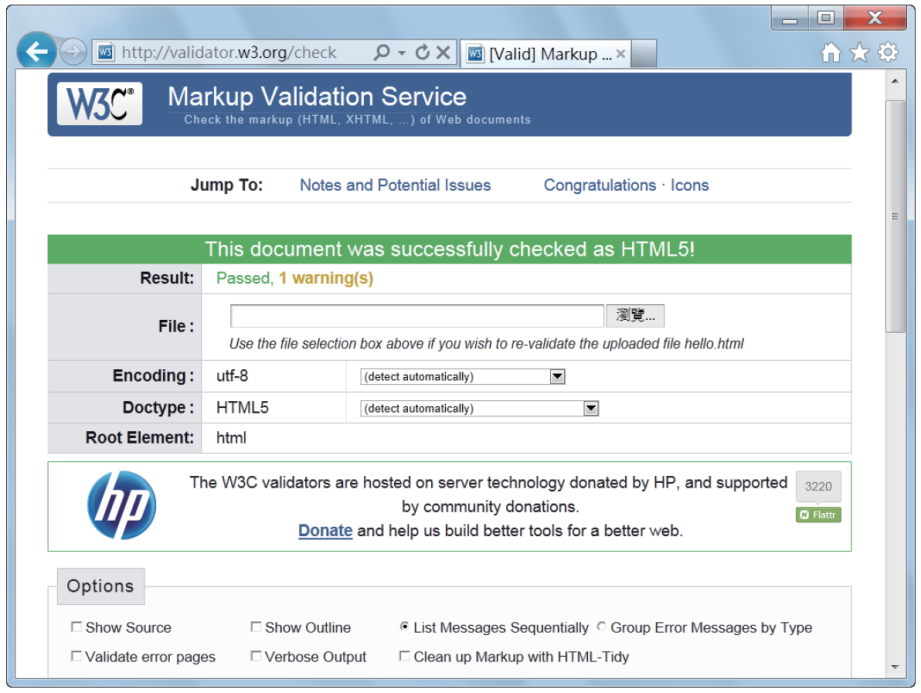 http://validator.w3.org/check
[Valid] Markup ...
W3C®
Markup Validation Service
Check the markup (HTML, XHTML, ...) of Web documents
Jump To: Notes and Potential Issues Congratulations · Icons
This document was successfully checked as HTML5!
Result: Passed, 1 warning(s)
File : 瀏覽...
Use the file selection box above if you wish to re-validate the uploaded file hello.html
Encoding : utf-8 (detect automatically)
Doctype : HTML5 (detect automatically)
Root Element: html
hp
The W3C validators are hosted on server technology donated by HP, and supported
by community donations.
Donate and help us build better tools for a better web.
3220
Flattr
Options
Show Source Show Outline List Messages Sequentially Group Error Messages by Type
Validate error pages Verbose Output Clean up Markup with HTML-Tidy